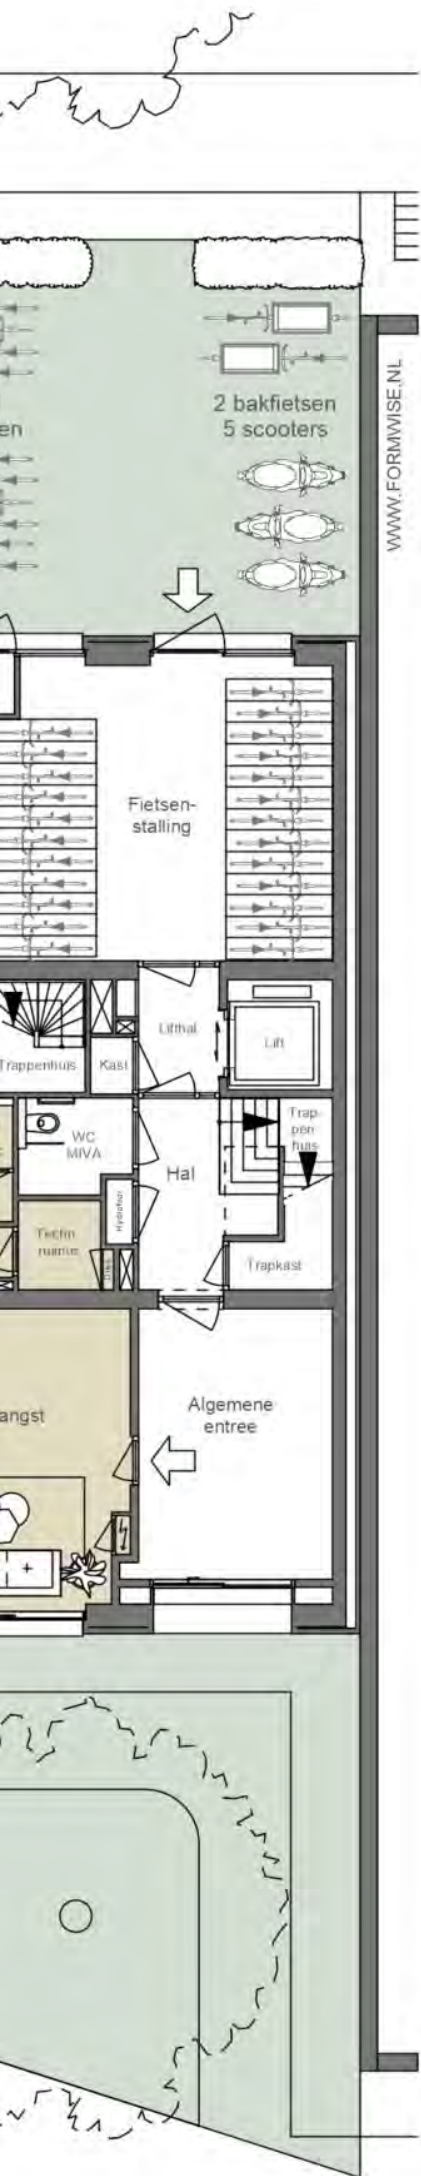 2 bakfietsen
en
5 scooters
WWW.FORMWISE.NL
Fietsen-
stalling
Lifthal
Lift
Trappenhuis
Kast
WC
MIVA
Trap-
pen
huis
Hal
Hydrofoor
Techn
ruimte
Trapkast
Algemene
entree
angst